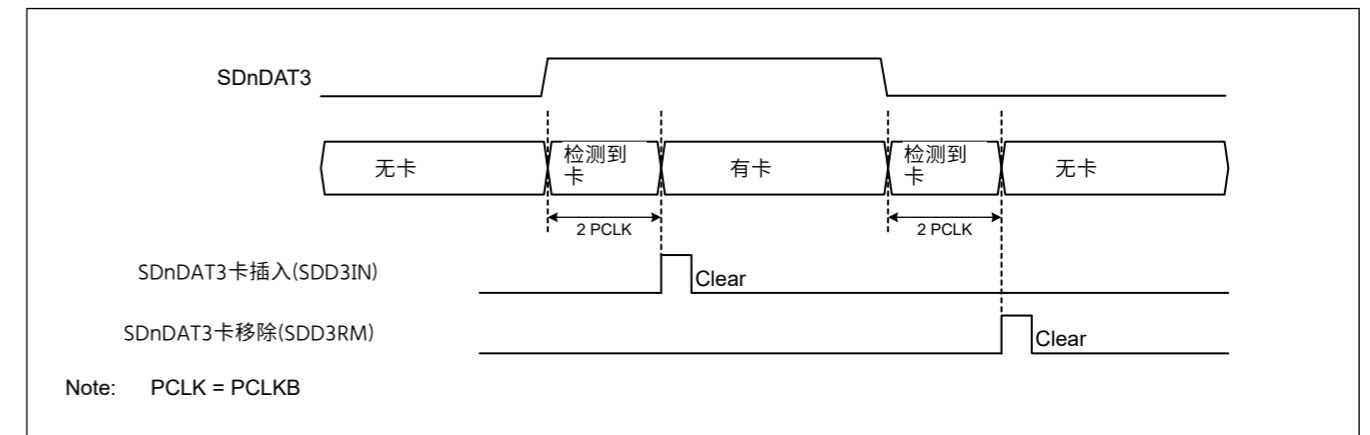 SDnDAT3
无卡
检测到
卡
有卡
检测到
卡
无卡
2 PCLK
2 PCLK
SDnDAT3卡插入(SDD3IN)
Clear
SDnDAT3卡移除(SDD3RM)
Clear
Note: PCLK = PCLKB